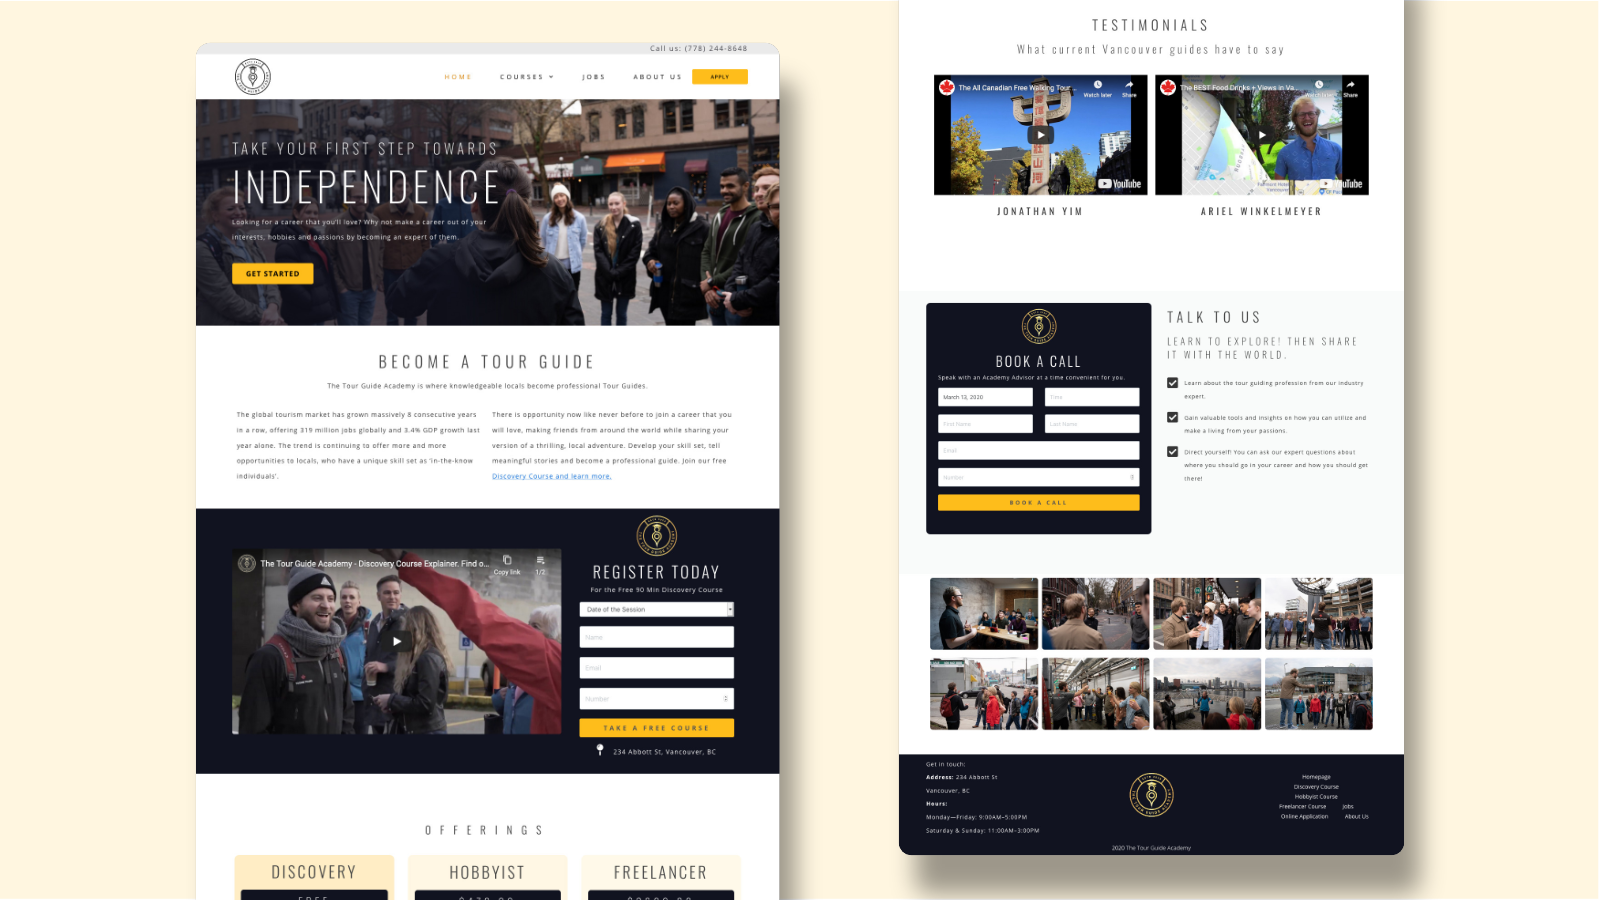 Call us: (778) 244-8648
HOME COURSES JOBS ABOUT US APPLY
TAKE YOUR FIRST STEP TOWARDS
INDEPENDENCE
Looking for a career that you'll love? Why not make a career out of your
interests, hobbies and passions by becoming an expert of them.
GET STARTED
BECOME A TOUR GUIDE
The Tour Guide Academy is where knowledgeable locals become professional Tour Guides.
The global tourism market has grown massively 8 consecutive years
in a row, offering 319 million jobs globally and 3.4% GDP growth last
year alone. The trend is continuing to offer more and more
opportunities to locals, who have a unique skill set as 'in-the-know
individuals'.
There is opportunity now like never before to join a career that you
will love, making friends from around the world while sharing your
version of a thrilling, local adventure. Develop your skill set, tell
meaningful stories and become a professional guide. Join our free
Discovery Course and learn more.
The Tour Guide Academy - Discovery Course Explainer. Find o...
Copy link
1/2
REGISTER TODAY
For the Free 90 Min Discovery Course
Date of the Session
Name
Email
Number
TAKE A FREE COURSE
234 Abbott St, Vancouver, BC
OFFERINGS
DISCOVERY
FREE
HOBBYIST
FREELANCER
TESTIMONIALS
What current Vancouver guides have to say
The All Canadian Free Walking Tour ...
Watch later
Share
YouTube
JONATHAN YIM
The BEST Food Drinks + Views in Va...
Watch later
Share
YouTube
ARIEL WINKELMEYER
BOOK A CALL
Speak with an Academy Advisor at a time convenient for you.
March 13, 2020
Time
First Name
Last Name
Email
Number
BOOK A CALL
TALK TO US
LEARN TO EXPLORE! THEN SHARE
IT WITH THE WORLD.
Learn about the tour guiding profession from our industry
expert.
Gain valuable tools and insights on how you can utilize and
make a living from your passions.
Direct yourself! You can ask our expert questions about
where you should go in your career and how you should get
there!
Get in touch:
Address: 234 Abbott St
Vancouver, BC
Hours:
Monday—Friday: 9:00AM–5:00PM
Saturday & Sunday: 11:00AM–3:00PM
Homepage
Discovery Course
Hobbyist Course
Freelancer Course Jobs
Online Application About Us
2020 The Tour Guide Academy